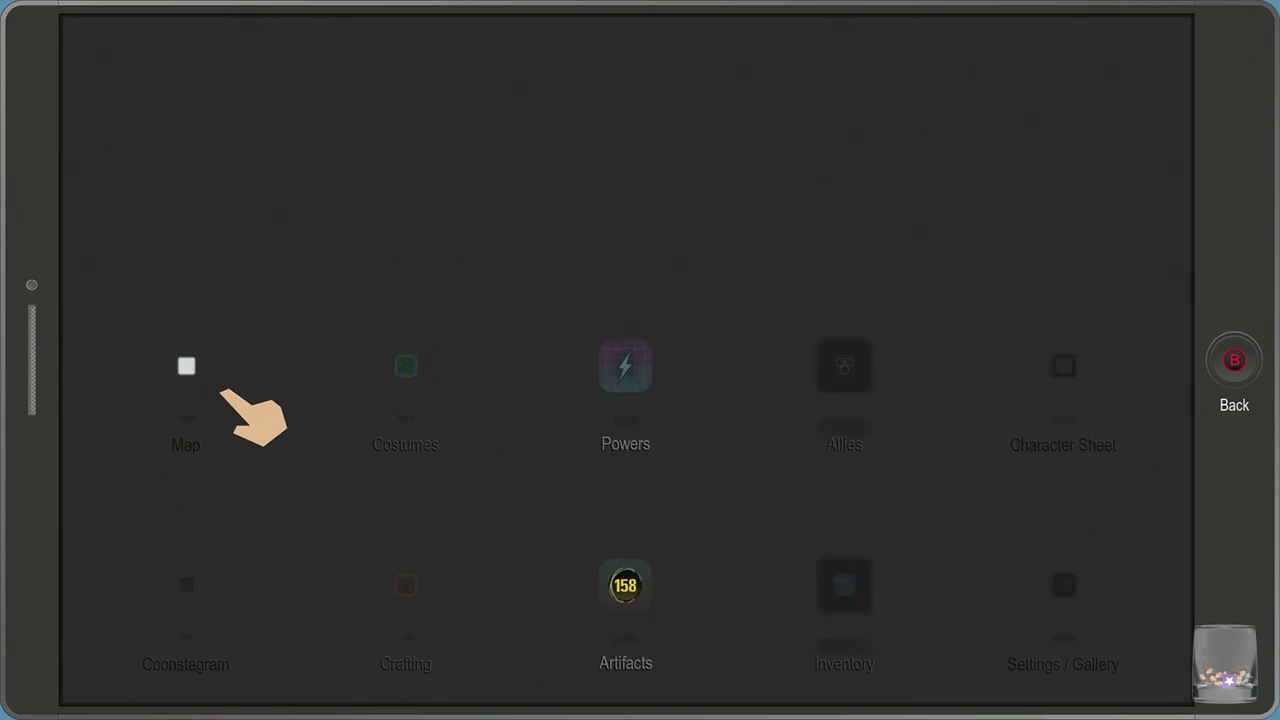 Map
Costumes
Powers
Allies
Character Sheet
B
Back
158
Coonstagram
Crafting
Artifacts
Inventory
Settings / Gallery